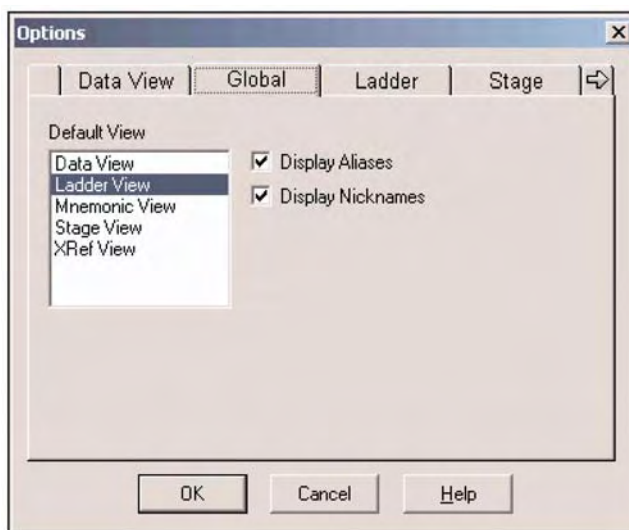 Options
Data View Global Ladder Stage
Default View
Data View
Ladder View
Mnemonic View
Stage View
XRef View
Display Aliases
Display Nicknames
OK Cancel Help